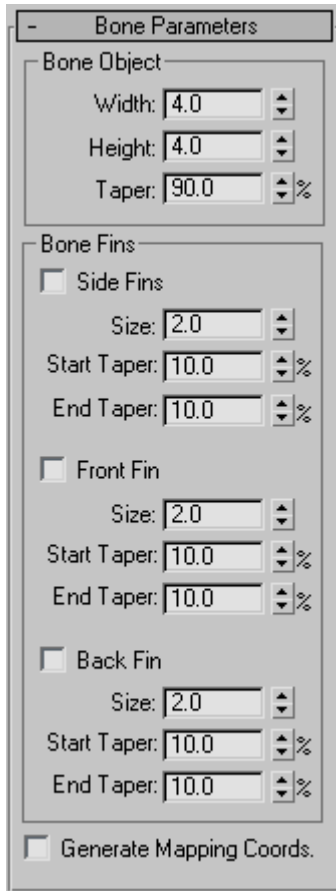 - Bone Parameters
Bone Object
Width: 4.0
Height: 4.0
Taper: 90.0 %
Bone Fins
Side Fins
Size: 2.0
Start Taper: 10.0 %
End Taper: 10.0 %
Front Fin
Size: 2.0
Start Taper: 10.0 %
End Taper: 10.0 %
Back Fin
Size: 2.0
Start Taper: 10.0 %
End Taper: 10.0 %
Generate Mapping Coords.